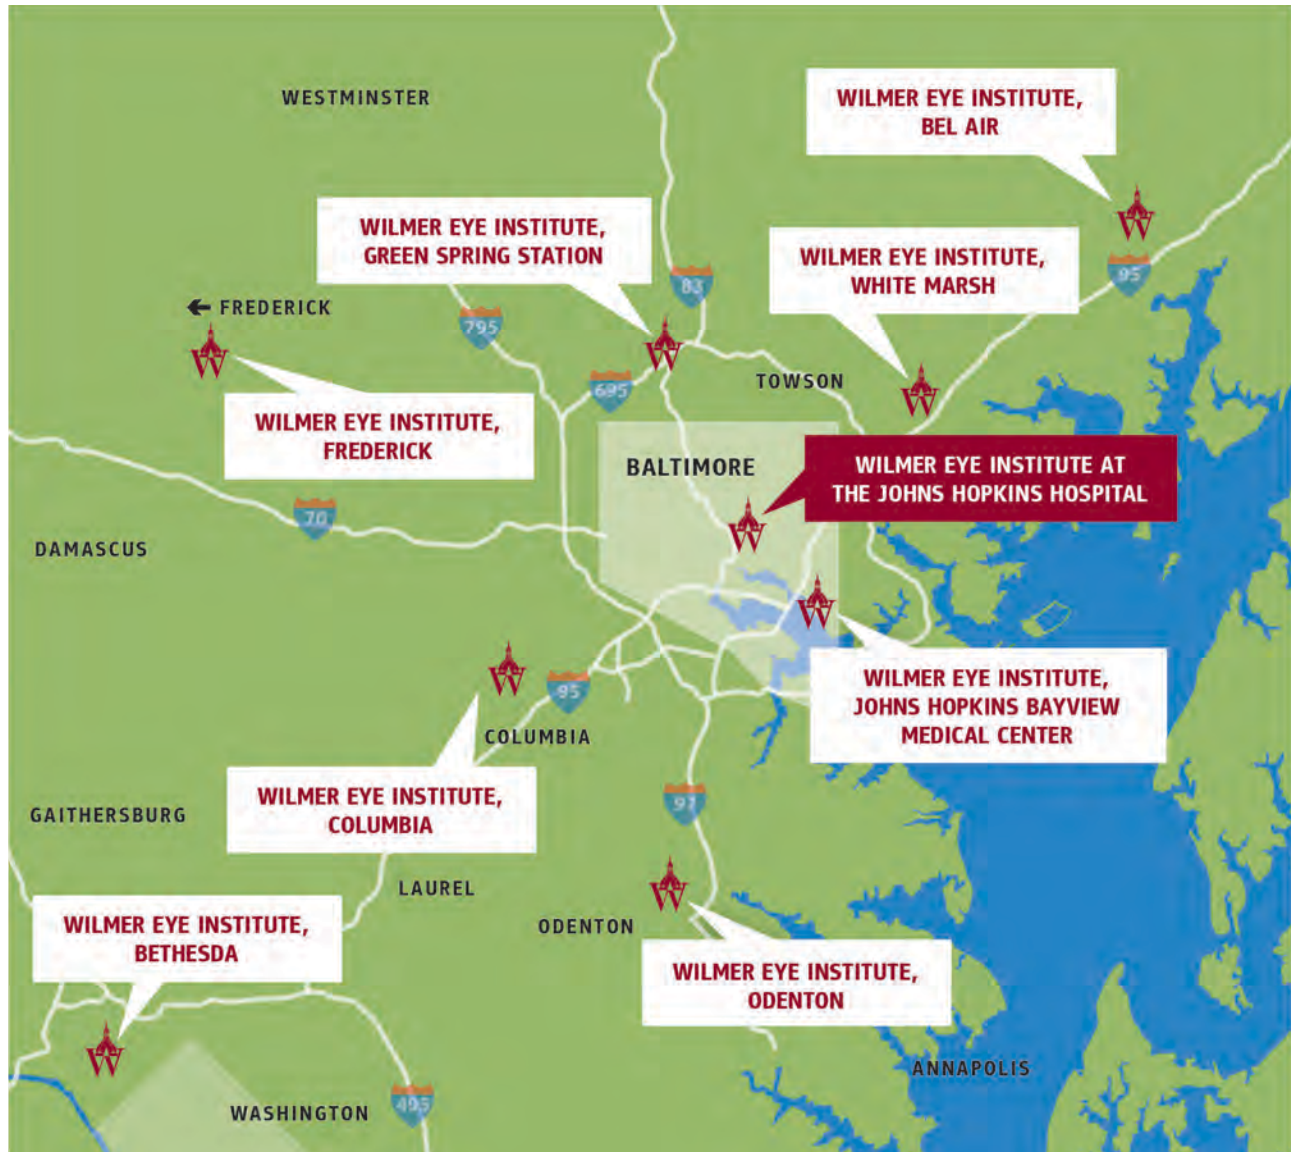 WESTMINSTER
WILMER EYE INSTITUTE,
BEL AIR
WILMER EYE INSTITUTE,
GREEN SPRING STATION
WILMER EYE INSTITUTE,
WHITE MARSH
95
83
FREDERICK
795
W
W
W
695
TOWSON
W
WILMER EYE INSTITUTE,
FREDERICK
BALTIMORE
WILMER EYE INSTITUTE AT
THE JOHNS HOPKINS HOSPITAL
70
W
DAMASCUS
W
WILMER EYE INSTITUTE,
JOHNS HOPKINS BAYVIEW
MEDICAL CENTER
W
95
COLUMBIA
WILMER EYE INSTITUTE,
COLUMBIA
97
GAITHERSBURG
LAUREL
W
ODENTON
WILMER EYE INSTITUTE,
BETHESDA
WILMER EYE INSTITUTE,
ODENTON
W
ANNAPOLIS
WASHINGTON
495